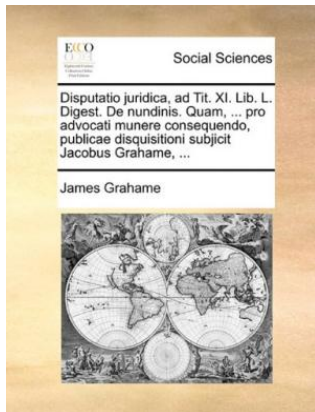 ECCO
Social Sciences
Disputatio juridica, ad Tit. XI. Lib. L.
Digest. De nundinis. Quam, ... pro
advocati munere consequendo,
publicae disquisitioni subjicit
Jacobus Grahame, ...
James Grahame